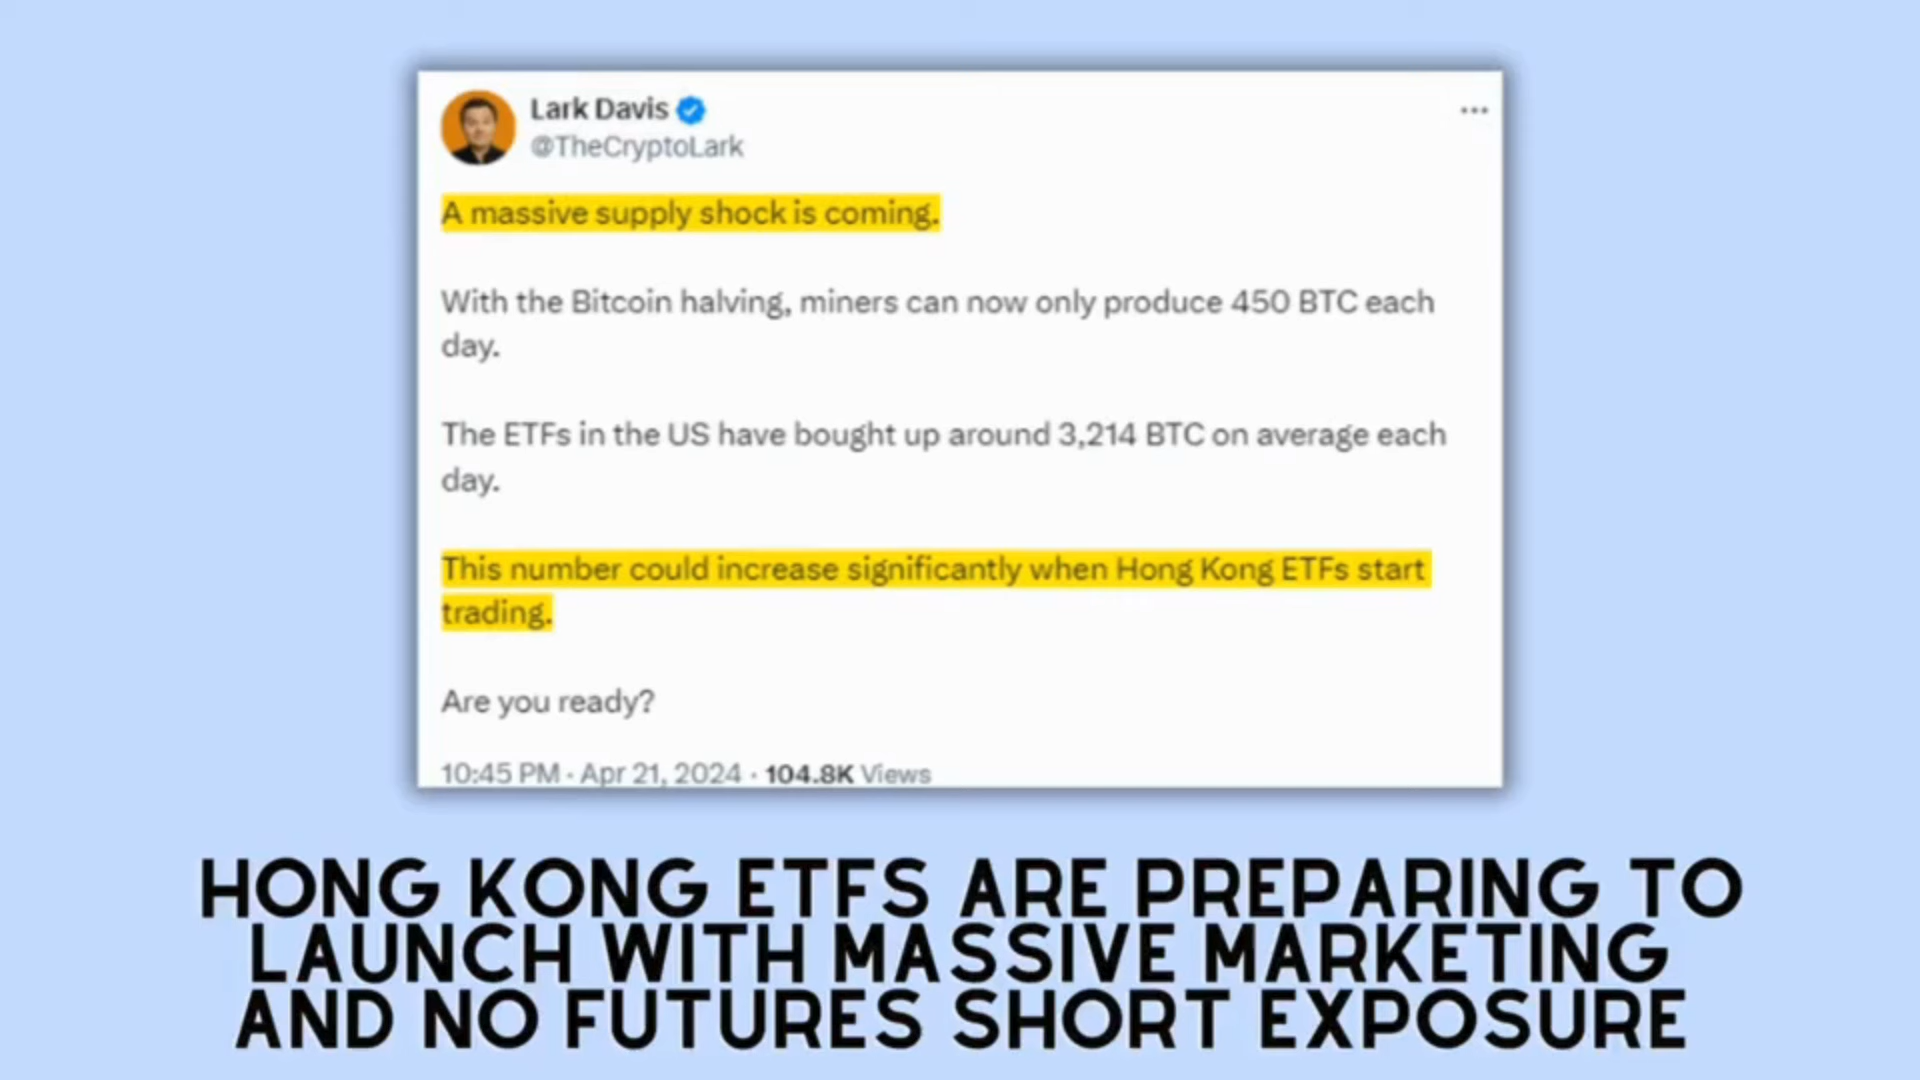 Lark Davis
@TheCryptoLark
A massive supply shock is coming.
With the Bitcoin halving, miners can now only produce 450 BTC each
day.
The ETFs in the US have bought up around 3,214 BTC on average each
day.
This number could increase significantly when Hong Kong ETFs start
trading.
Are you ready?
10:45 PM · Apr 21, 2024 · 104.8K Views
HONG KONG ETFS ARE PREPARING TO
LAUNCH WITH MASSIVE MARKETING
AND NO FUTURES SHORT EXPOSURE